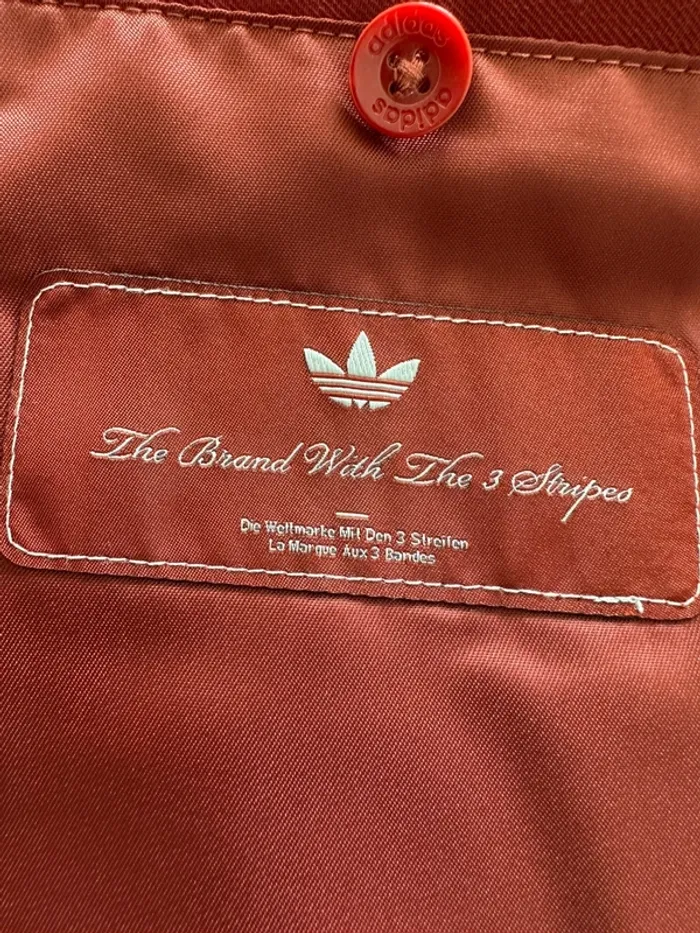 adidas
adidas
The Brand With The 3 Stripes
Die Weltmarke Mit Den 3 Streifen
La Marque Aux 3 Bandes